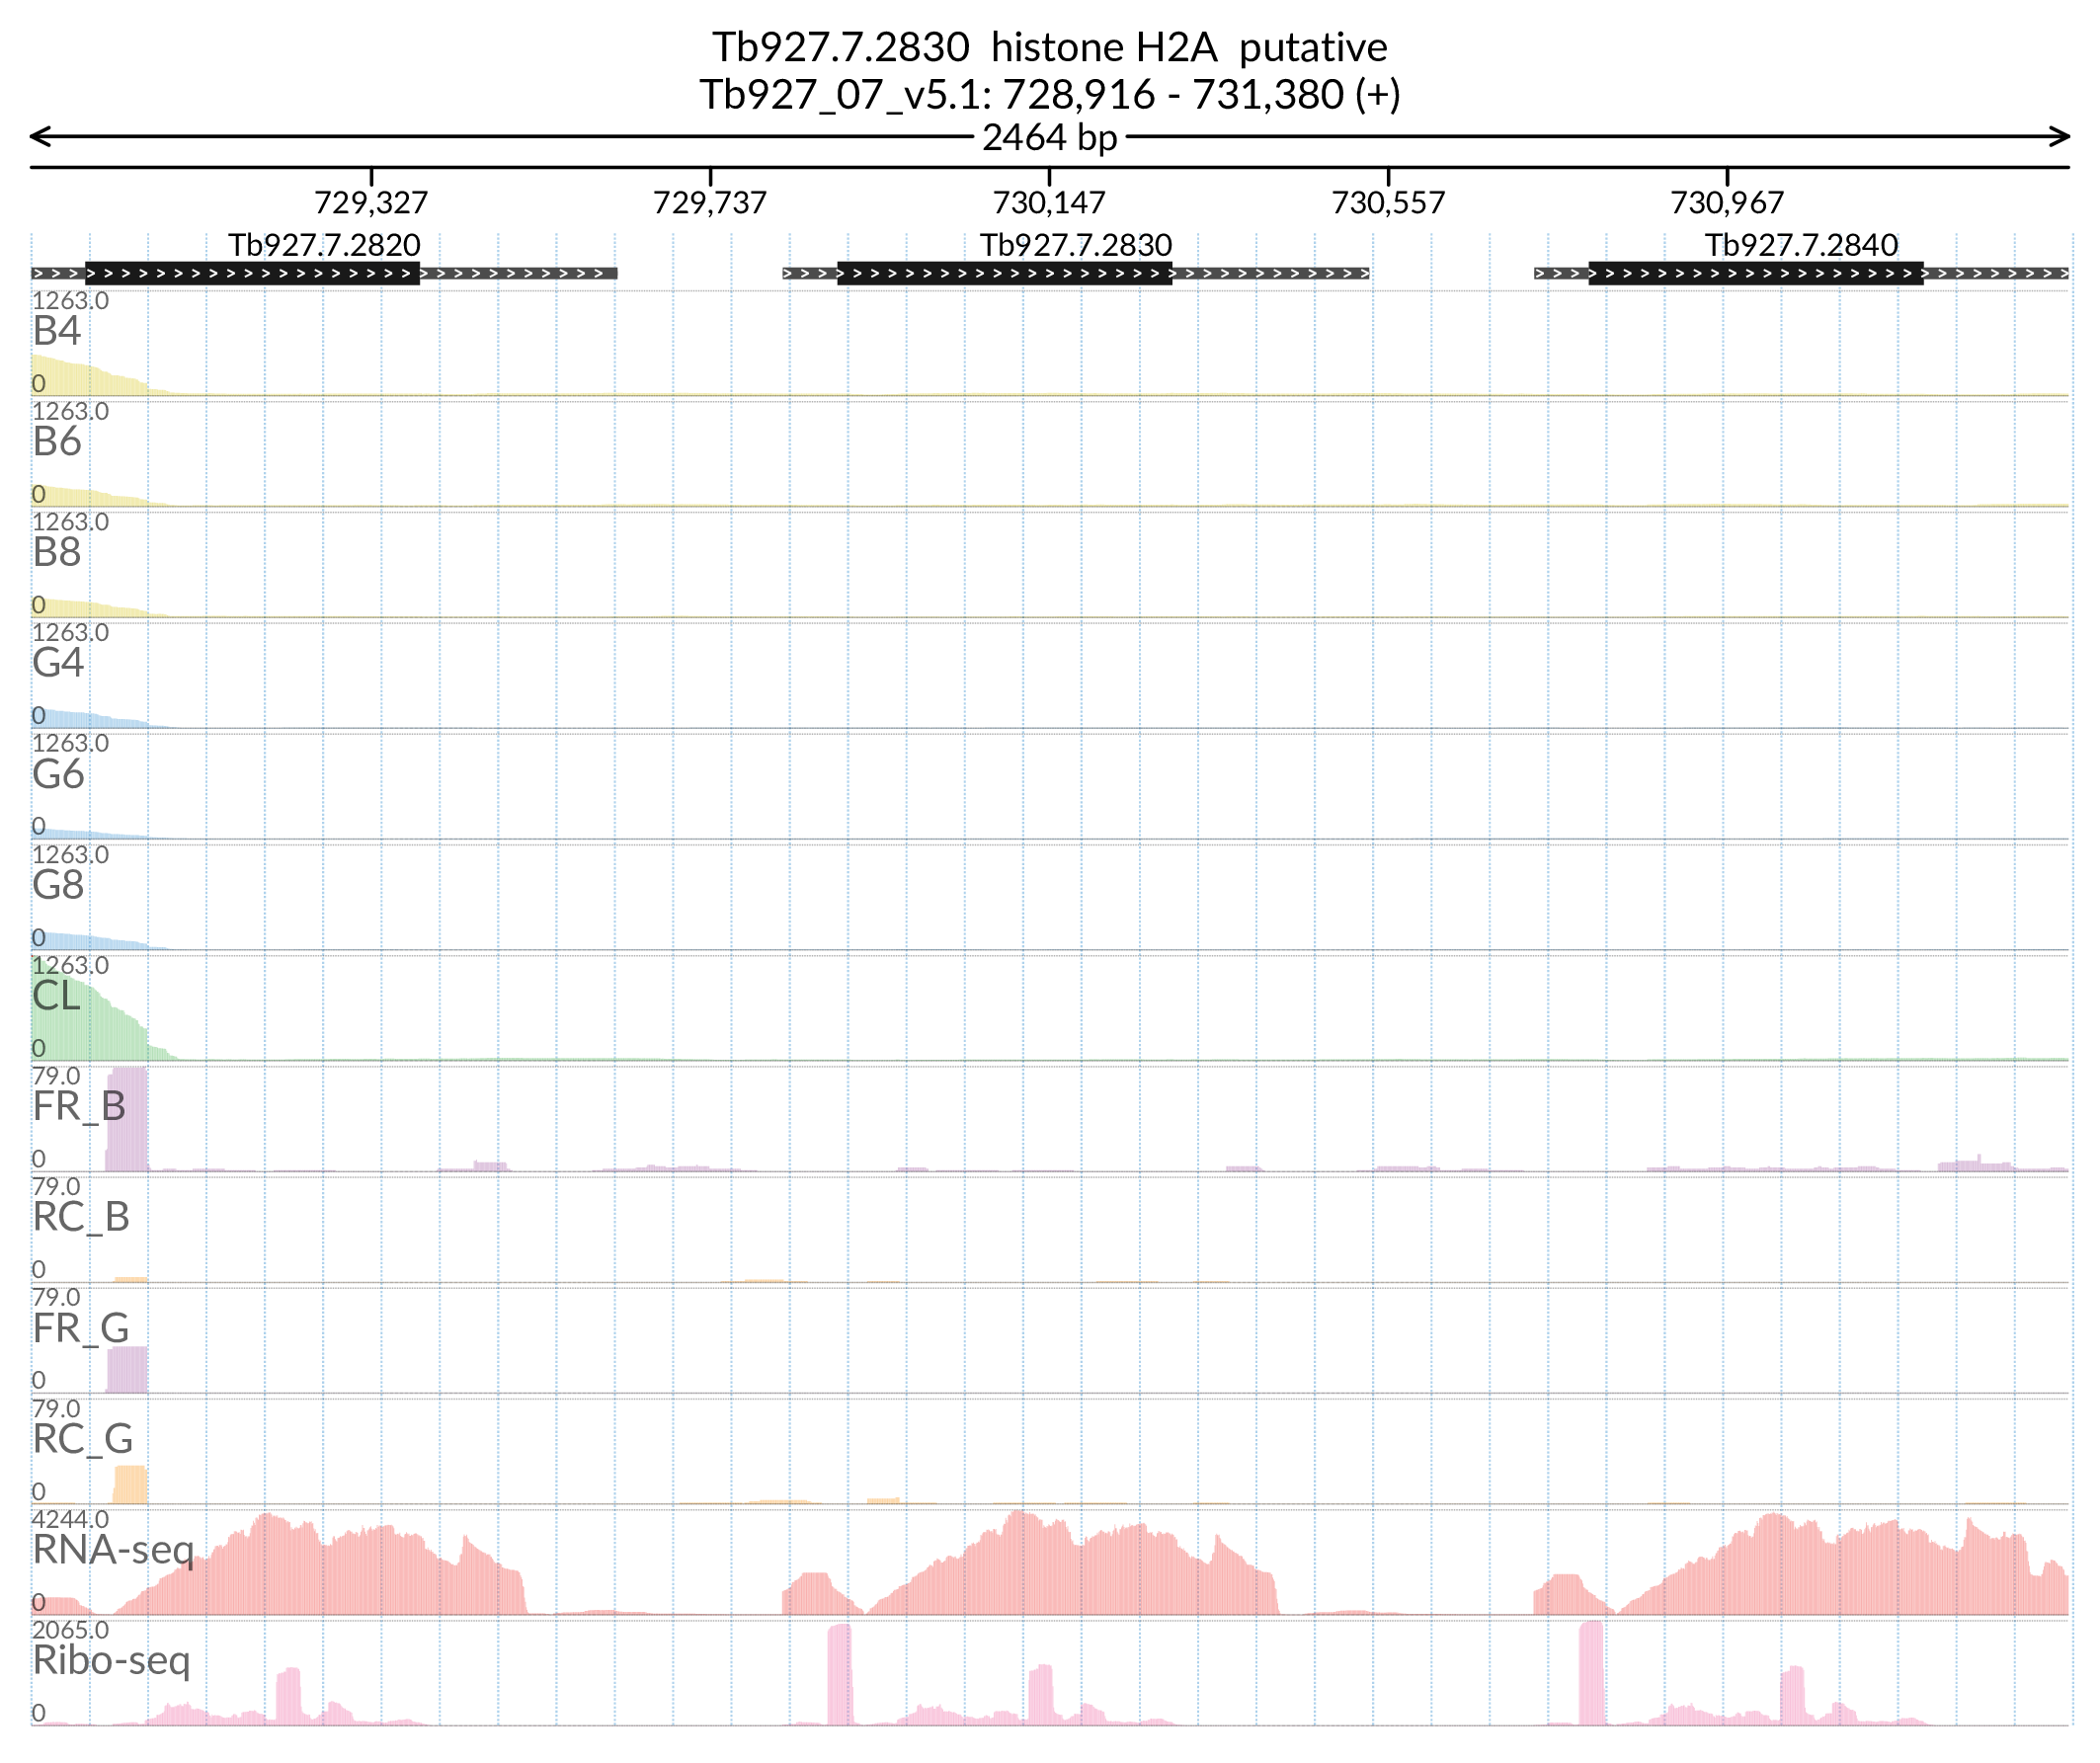 Tb927.7.2830 histone H2A putative
Tb927_07_v5.1: 728,916 - 731,380 (+)
2464 bp
729,327 729,737 730,147 730,557 730,967
Tb927.7.2820 Tb927.7.2830 Tb927.7.2840
1263.0
B4
0
1263.0
B6
0
1263.0
B8
0
1263.0
G4
0
1263.0
G6
0
1263.0
G8
0
1263.0
CL
0
79.0
FR_B
0
79.0
RC_B
0
79.0
FR_G
0
79.0
RC_G
0
4244.0
RNA-seq
0
2065.0
Ribo-seq
0